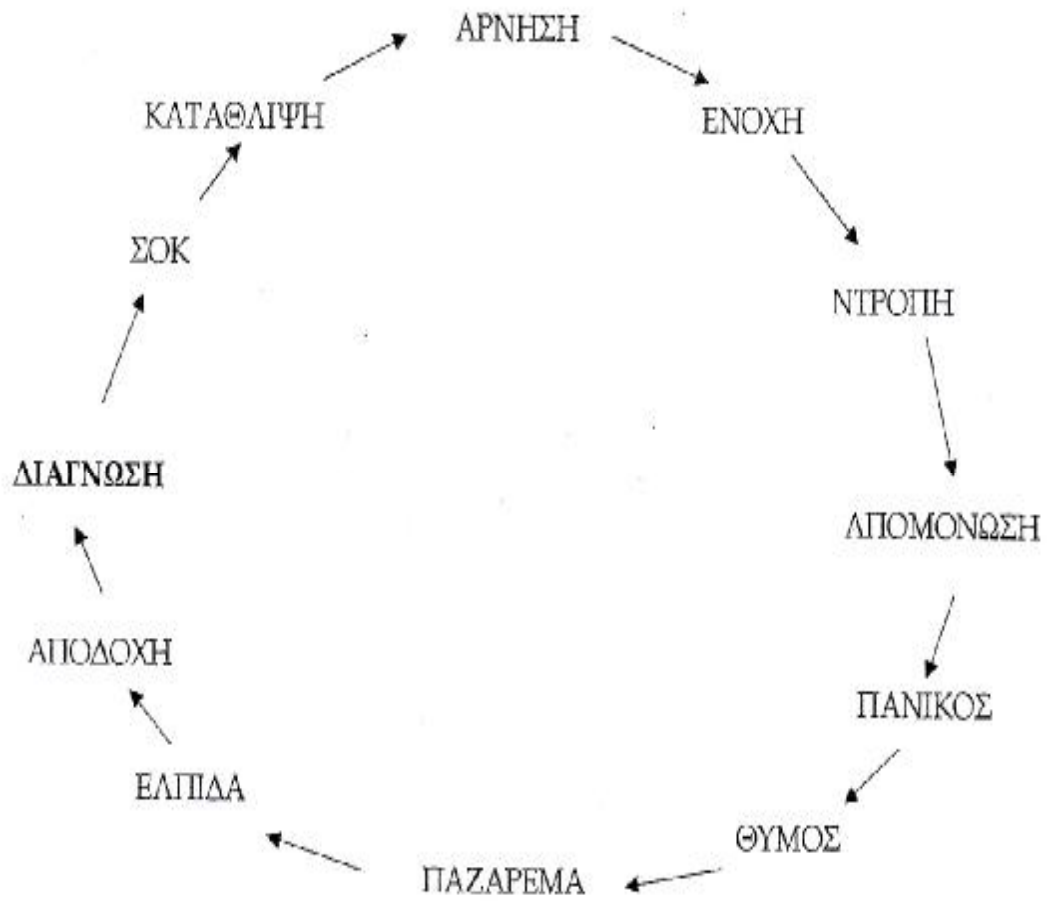 ΑΡΝΗΣΗ
ΕΝΟΧΗ
ΝΤΡΟΠΗ
ΑΠΟΜΟΝΩΣΗ
ΠΑΝΙΚΟΣ
ΘΥΜΟΣ
ΠΑΖΑΡΕΜΑ
ΕΛΠΙΔΑ
ΑΠΟΔΟΧΗ
ΔΙΑΓΝΩΣΗ
ΣΟΚ
ΚΑΤΑΘΛΙΨΗ